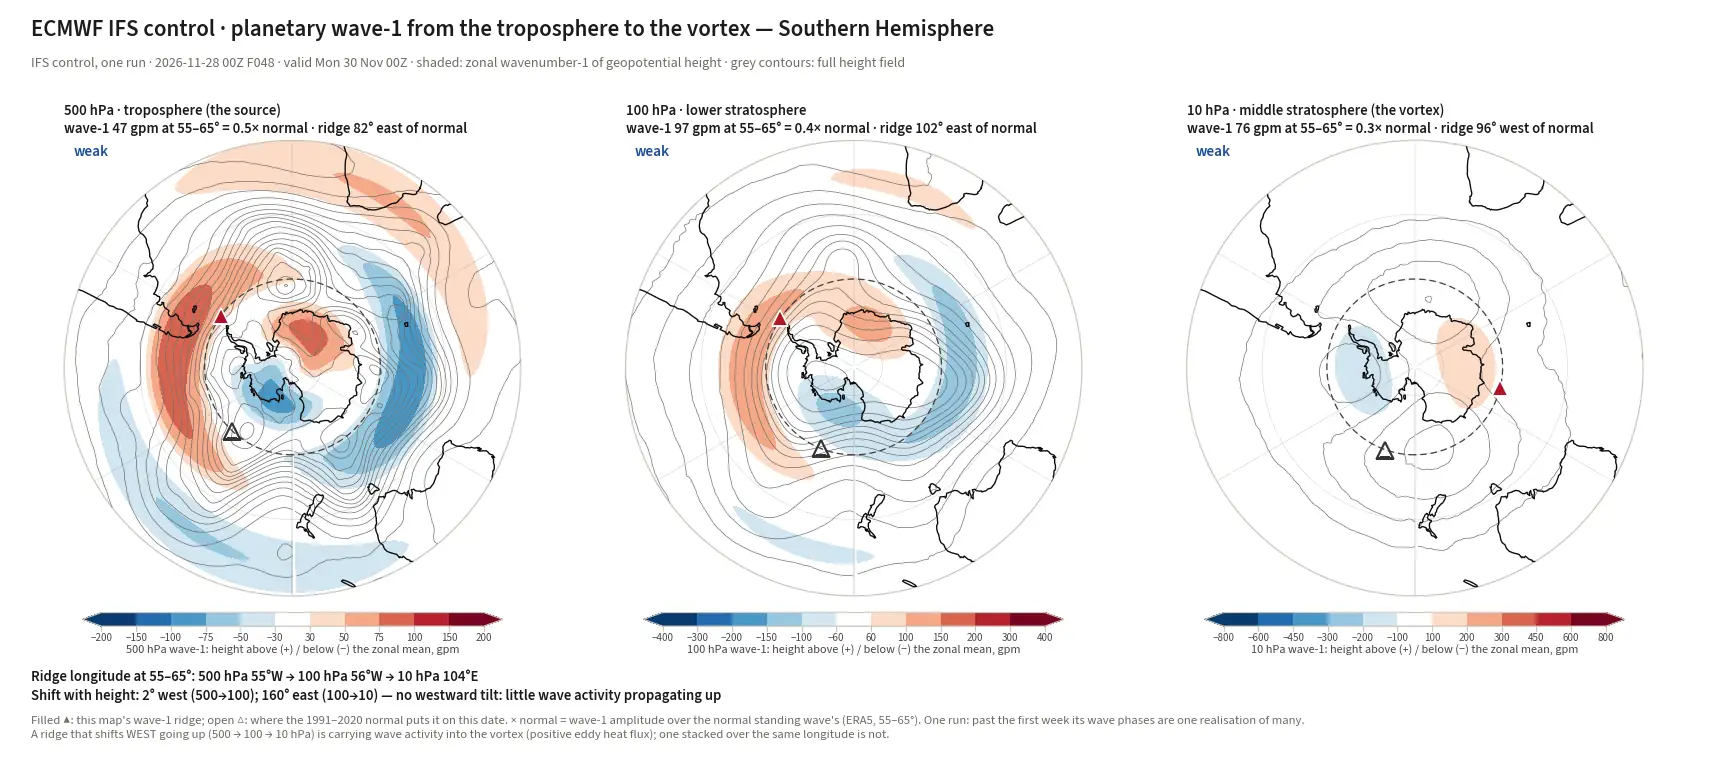 ECMWF IFS control · planetary wave-1 from the troposphere to the vortex — Southern Hemisphere
IFS control, one run · 2026-11-28 00Z F048 · valid Mon 30 Nov 00Z · shaded: zonal wavenumber-1 of geopotential height · grey contours: full height field
500 hPa · troposphere (the source)
wave-1 47 gpm at 55–65° = 0.5× normal · ridge 82° east of normal
weak
100 hPa · lower stratosphere
wave-1 97 gpm at 55–65° = 0.4× normal · ridge 102° east of normal
weak
10 hPa · middle stratosphere (the vortex)
wave-1 76 gpm at 55–65° = 0.3× normal · ridge 96° west of normal
weak
−200 −150 −100 −75 −50 −30 30 50 75 100 150 200
500 hPa wave-1: height above (+) / below (−) the zonal mean, gpm
−400 −300 −200 −150 −100 −60 60 100 150 200 300 400
100 hPa wave-1: height above (+) / below (−) the zonal mean, gpm
−800 −600 −450 −300 −200 −100 100 200 300 450 600 800
10 hPa wave-1: height above (+) / below (−) the zonal mean, gpm
Ridge longitude at 55–65°: 500 hPa 55°W → 100 hPa 56°W → 10 hPa 104°E
Shift with height: 2° west (500→100); 160° east (100→10) — no westward tilt: little wave activity propagating up
Filled ▲: this map's wave-1 ridge; open △: where the 1991–2020 normal puts it on this date. × normal = wave-1 amplitude over the normal standing wave's (ERA5, 55–65°). One run: past the first week its wave phases are one realisation of many.
A ridge that shifts WEST going up (500 → 100 → 10 hPa) is carrying wave activity into the vortex (positive eddy heat flux); one stacked over the same longitude is not.